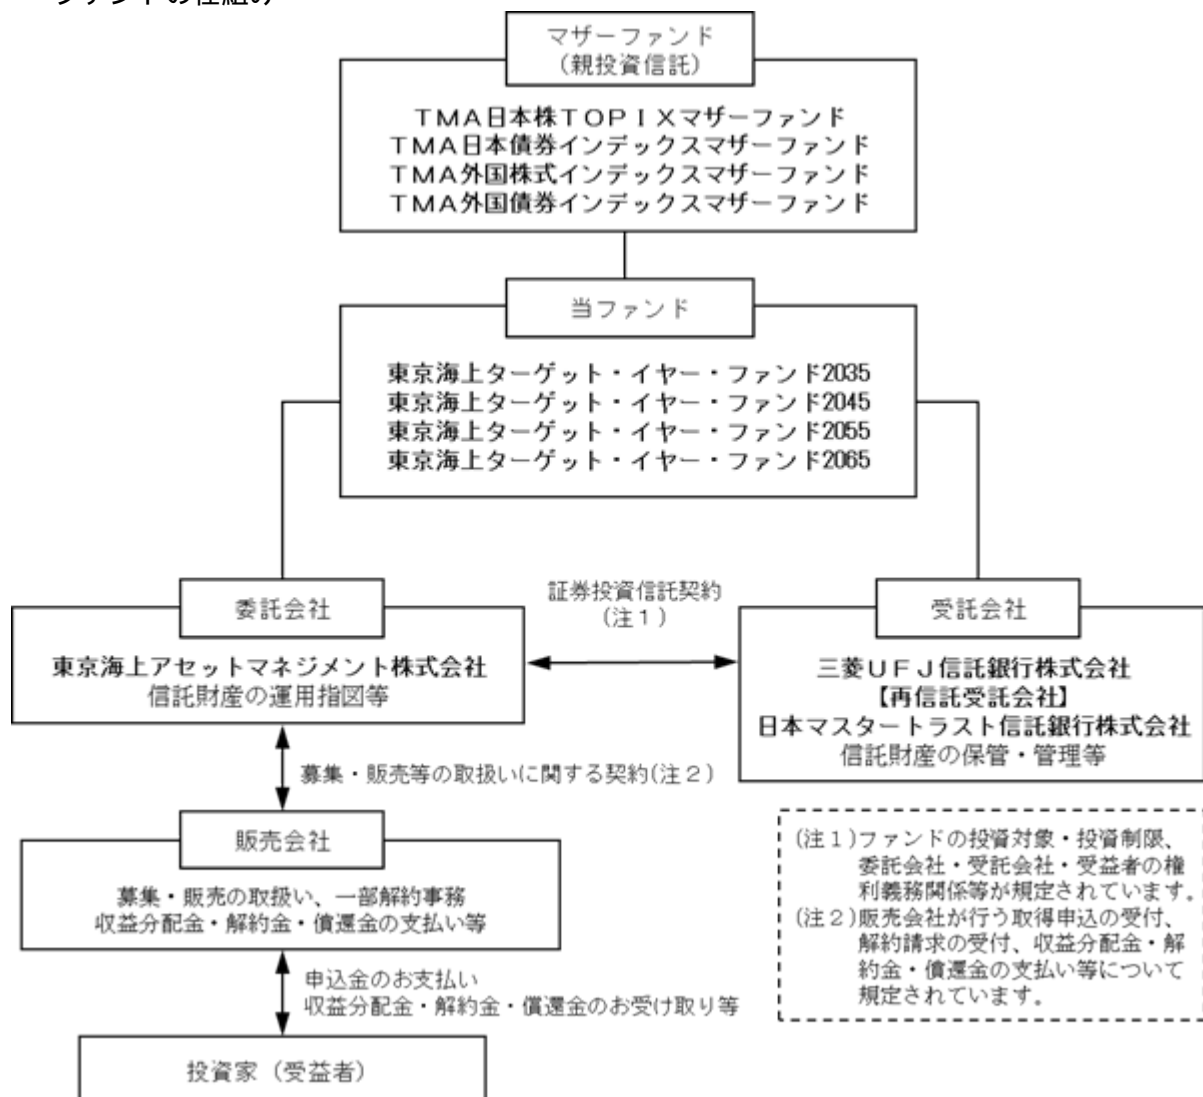 ファンドの仕組み
マザーファンド
(親投資信託)
ＴＭＡ日本株ＴＯＰＩＸマザーファンド
ＴＭＡ日本債券インデックスマザーファンド
ＴＭＡ外国株式インデックスマザーファンド
ＴＭＡ外国債券インデックスマザーファンド
当ファンド
東京海上ターゲット・イヤー・ファンド2035
東京海上ターゲット・イヤー・ファンド2045
東京海上ターゲット・イヤー・ファンド2055
東京海上ターゲット・イヤー・ファンド2065
委託会社
東京海上アセットマネジメント株式会社
信託財産の運用指図等
証券投資信託契約
(注１)
受託会社
三菱ＵＦＪ信託銀行株式会社
【再信託受託会社】
日本マスタートラスト信託銀行株式会社
信託財産の保管・管理等
募集・販売等の取扱いに関する契約(注２)
販売会社
募集・販売の取扱い、一部解約事務
収益分配金・解約金・償還金の支払い等
申込金のお支払い
収益分配金・解約金・償還金のお受け取り等
投資家（受益者）
(注１)ファンドの投資対象・投資制限、
委託会社・受託会社・受益者の権
利義務関係等が規定されています。
(注２)販売会社が行う取得申込の受付、
解約請求の受付、収益分配金・解
約金・償還金の支払い等について
規定されています。